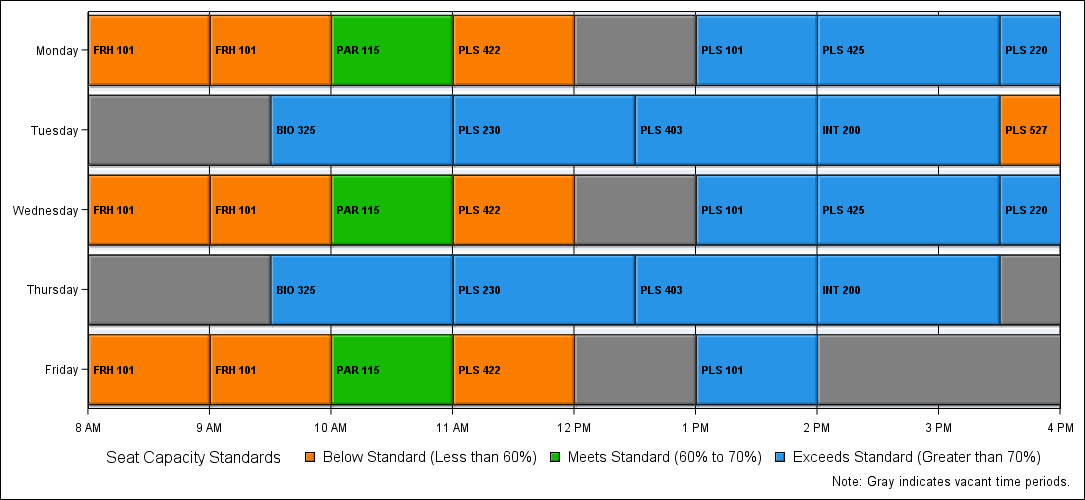 Monday FRH 101 FRH 101 PAR 115 PLS 422 PLS 101 PLS 425 PLS 220
Tuesday BIO 325 PLS 230 PLS 403 INT 200 PLS 527
Wednesday FRH 101 FRH 101 PAR 115 PLS 422 PLS 101 PLS 425 PLS 220
Thursday BIO 325 PLS 230 PLS 403 INT 200
Friday FRH 101 FRH 101 PAR 115 PLS 422 PLS 101
8 AM 9 AM 10 AM 11 AM 12 PM 1 PM 2 PM 3 PM 4 PM
Seat Capacity Standards Below Standard (Less than 60%) Meets Standard (60% to 70%) Exceeds Standard (Greater than 70%)
Note: Gray indicates vacant time periods.